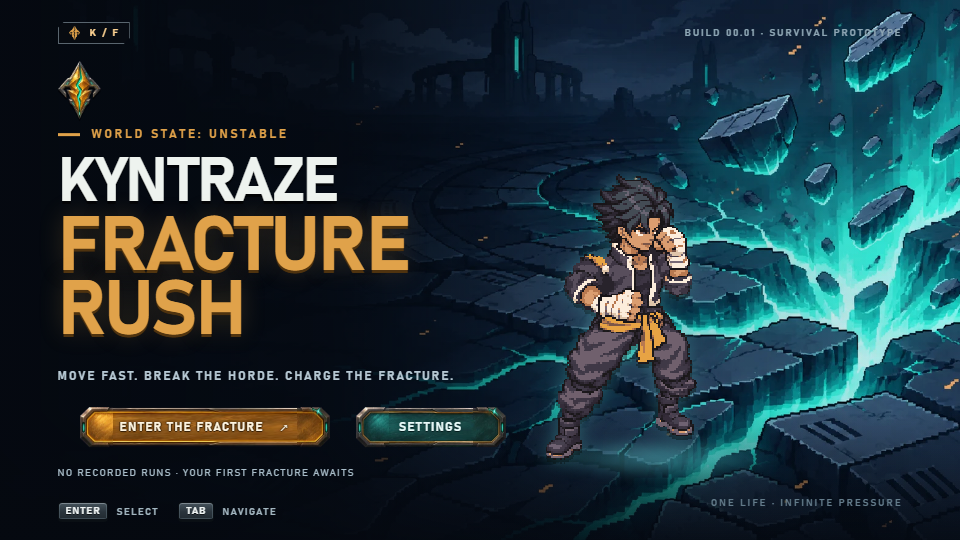 K / F
BUILD 00.01 · SURVIVAL PROTOTYPE
WORLD STATE: UNSTABLE
KYNTRAZE
FRACTURE
RUSH
MOVE FAST. BREAK THE HORDE. CHARGE THE FRACTURE.
ENTER THE FRACTURE ↗
SETTINGS
NO RECORDED RUNS · YOUR FIRST FRACTURE AWAITS
ENTER SELECT TAB NAVIGATE
ONE LIFE · INFINITE PRESSURE